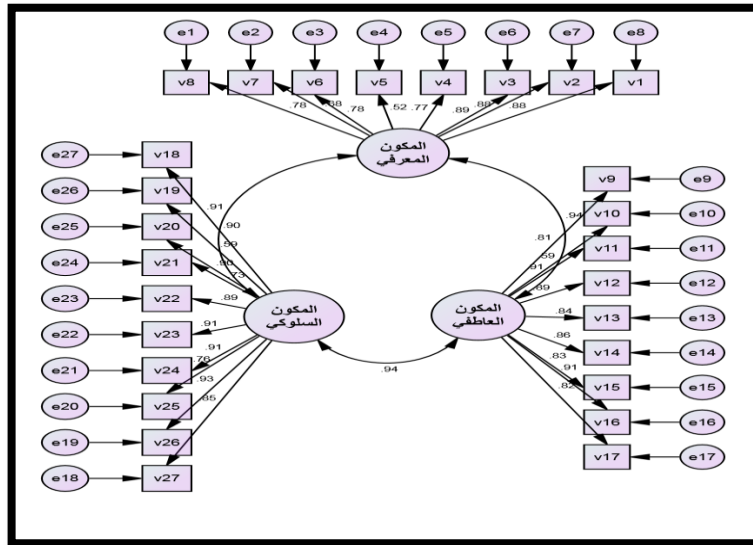 e1 e2 e3 e4 e5 e6 e7 e8
v8 v7 v6 v5 v4 v3 v2 v1
.78 .88 .78 .52 .77 .89 .88 .88
المكون
المعرفي
e27 v18
e26 v19
e25 v20
e24 v21
e23 v22
e22 v23
e21 v24
e20 v25
e19 v26
e18 v27
.91
.90
.59
.90
.73
.89
.91
.91
.76
.93
.85
المكون
السلوكي
.94
المكون
العاطفي
.94
.81
.59
.91
.89
.84
.86
.83
.91
.82
v9 e9
v10 e10
v11 e11
v12 e12
v13 e13
v14 e14
v15 e15
v16 e16
v17 e17